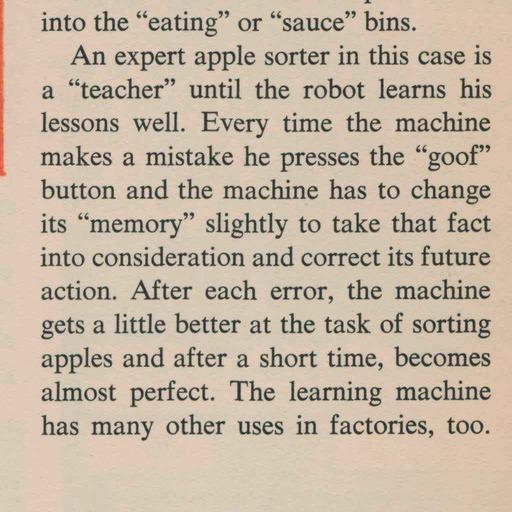 into the “eating” or “sauce” bins.
An expert apple sorter in this case is
a “teacher” until the robot learns his
lessons well. Every time the machine
makes a mistake he presses the “goof”
button and the machine has to change
its “memory” slightly to take that fact
into consideration and correct its future
action. After each error, the machine
gets a little better at the task of sorting
apples and after a short time, becomes
almost perfect. The learning machine
has many other uses in factories, too.